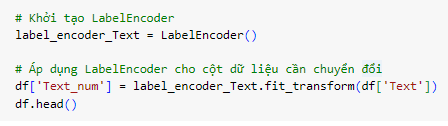 # Khởi tạo LabelEncoder
label_encoder_Text = LabelEncoder()
# Áp dụng LabelEncoder cho cột dữ liệu cần chuyển đổi
df['Text_num'] = label_encoder_Text.fit_transform(df['Text'])
df.head()